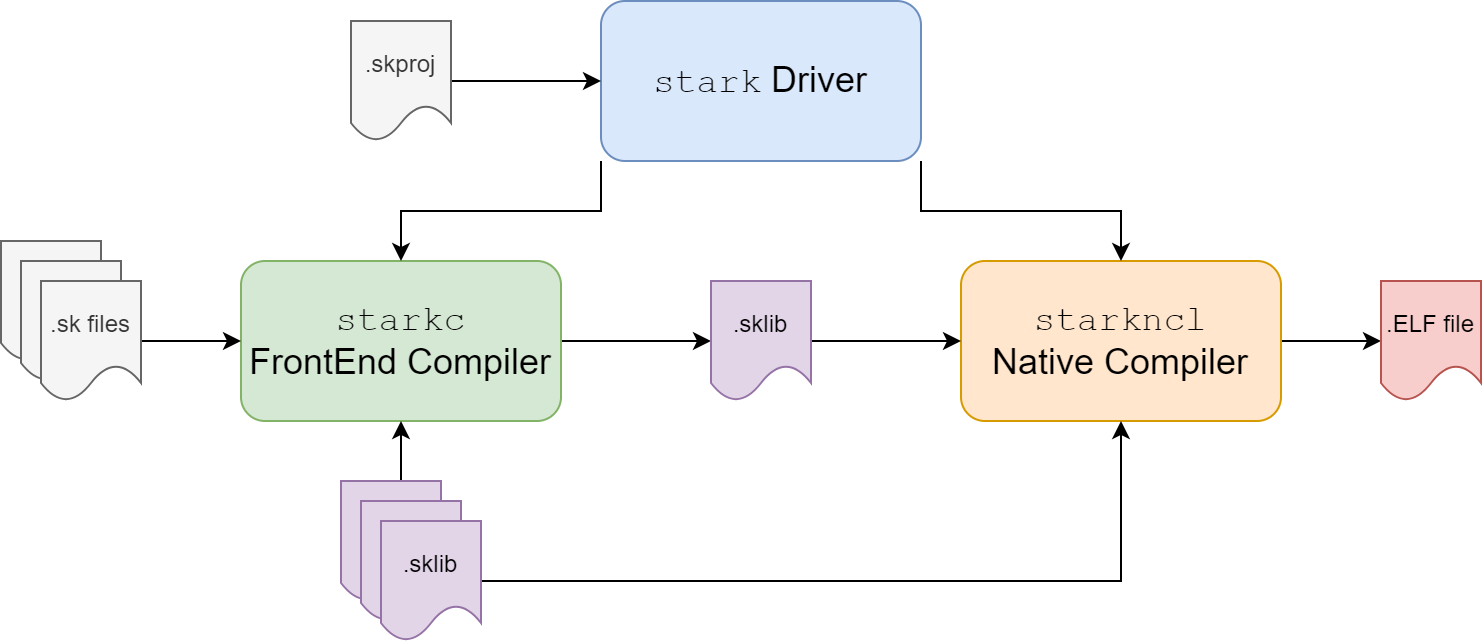 .skproj
stark Driver
.sk files
starkc
FrontEnd Compiler
.sklib
starkncl
Native Compiler
.ELF file
.sklib